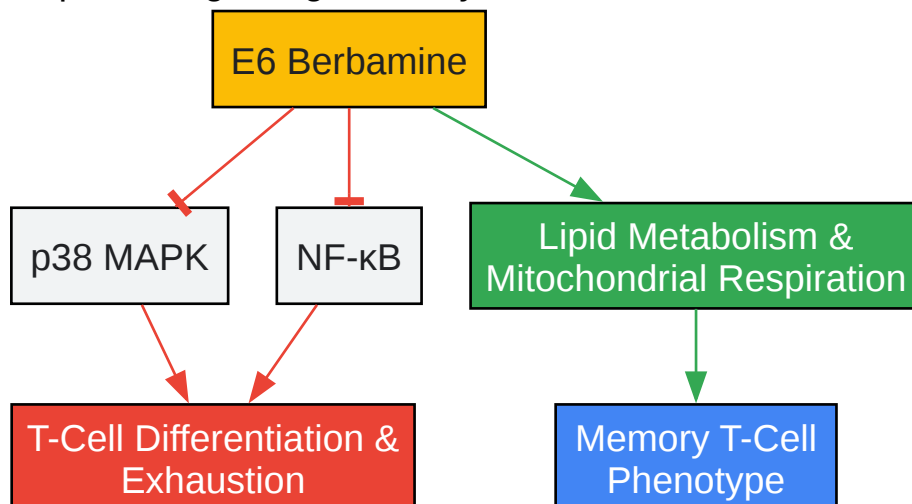 E6 Berbamine
p38 MAPK
NF-κB
Lipid Metabolism &
Mitochondrial Respiration
T-Cell Differentiation &
Exhaustion
Memory T-Cell
Phenotype